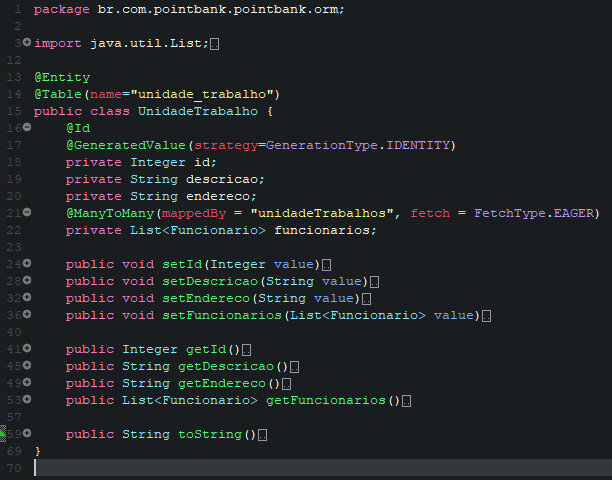 1 package br.com.pointbank.pointbank.orm;
2
3 import java.util.List;
12
13 @Entity
14 @Table(name="unidade_trabalho")
15 public class UnidadeTrabalho {
16 @Id
17 @GeneratedValue(strategy=GenerationType.IDENTITY)
18 private Integer id;
19 private String descricao;
20 private String endereco;
21 @ManyToMany(mappedBy = "unidadeTrabalhos", fetch = FetchType.EAGER)
22 private List<Funcionario> funcionarios;
23
24 public void setId(Integer value)
28 public void setDescricao(String value)
32 public void setEndereco(String value)
36 public void setFuncionarios(List<Funcionario> value)
40
41 public Integer getId()
45 public String getDescricao()
49 public String getEndereco()
53 public List<Funcionario> getFuncionarios()
57
59 public String toString()
69 }
70